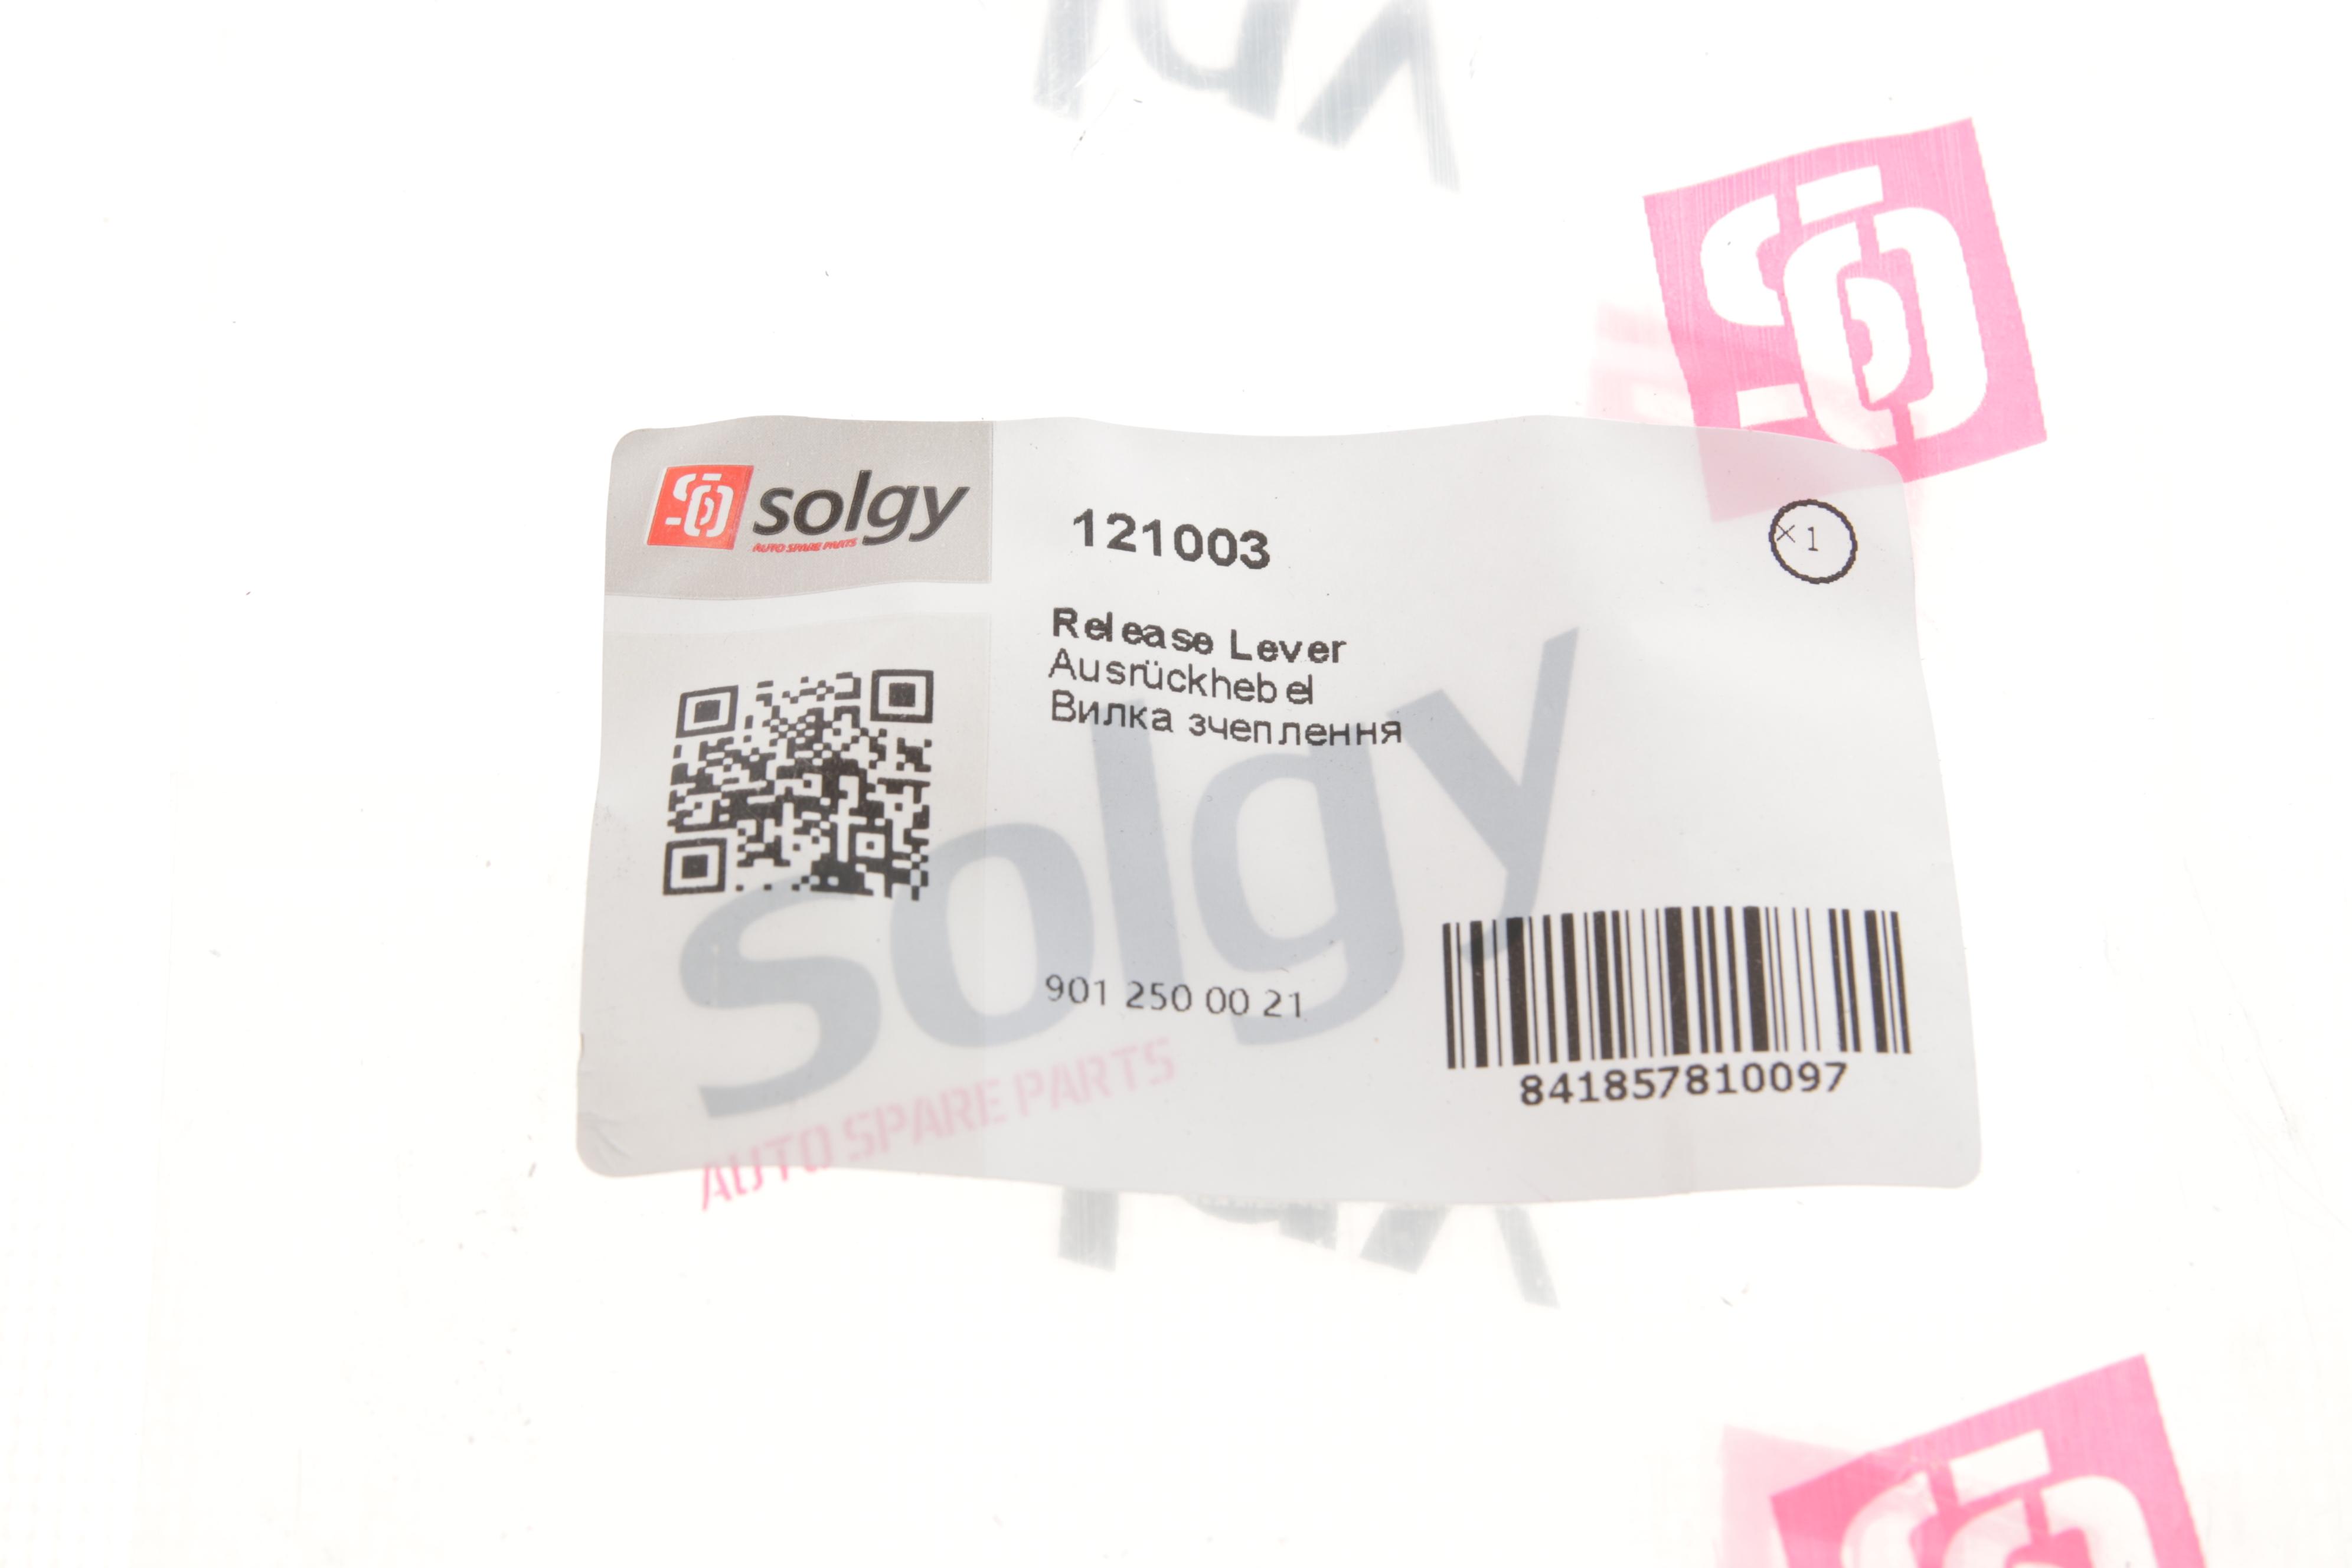 solgy
AUTO SPARE PARTS
121003
×1
Release Lever
Ausrückhebel
Вилка зчеплення
solgy
901 250 00 21
841857810097
AUTO SPARE PARTS